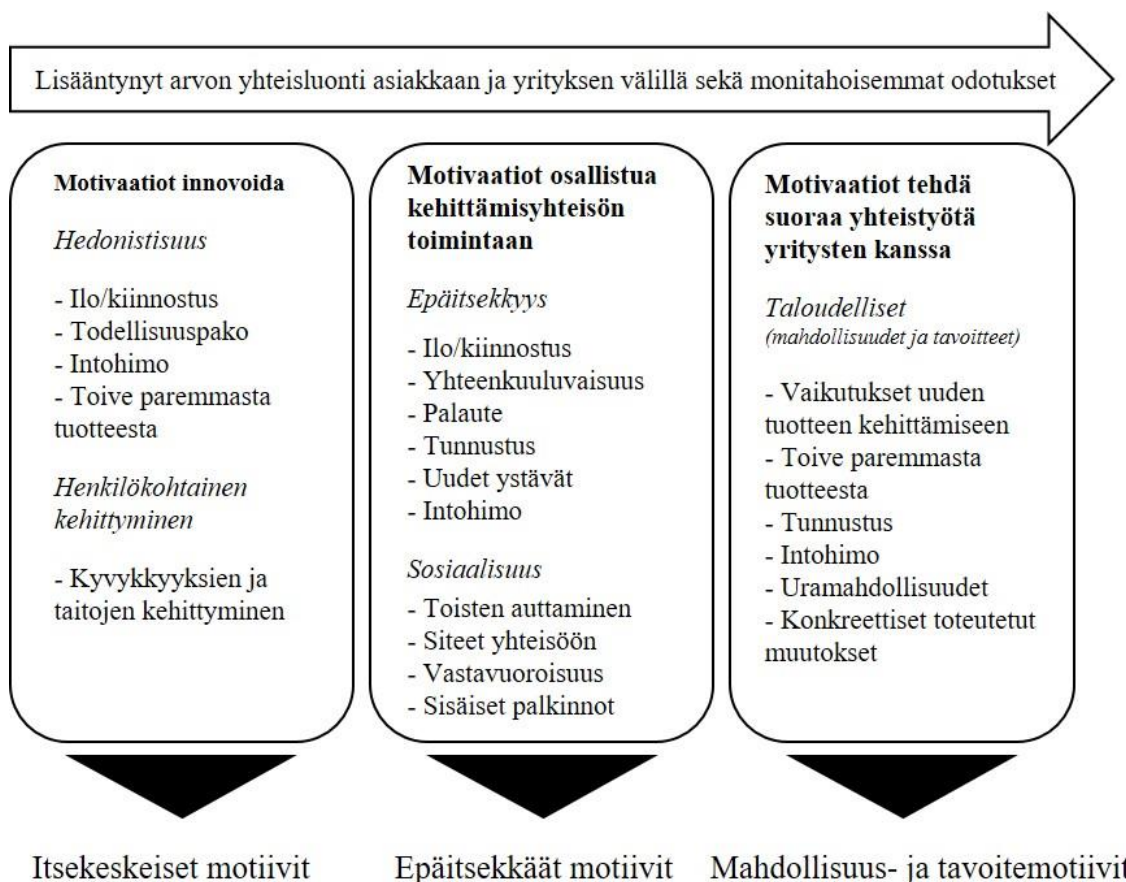 Lisääntynyt arvon yhteisluonti asiakkaan ja yrityksen välillä sekä monitahoisemmat odotukset
Motivaatiot innovoida
Hedonistisuus
- Ilo/kiinnostus
- Todellisuuspako
- Intohimo
- Toive paremmasta
tuotteesta
Henkilökohtainen
kehittyminen
- Kyvykkyyksien ja
taitojen kehittyminen
Motivaatiot osallistua
kehittämisyhteisön
toimintaan
Epäitsekkyys
- Ilo/kiinnostus
- Yhteenkuuluvaisuus
- Palaute
- Tunnustus
- Uudet ystävät
- Intohimo
Sosiaalisuus
- Toisten auttaminen
- Siteet yhteisöön
- Vastavuoroisuus
- Sisäiset palkinnot
Motivaatiot tehdä
suoraa yhteistyötä
yritysten kanssa
Taloudelliset
(mahdollisuudet ja tavoitteet)
- Vaikutukset uuden
tuotteen kehittämiseen
- Toive paremmasta
tuotteesta
- Tunnustus
- Intohimo
- Uramahdollisuudet
- Konkreettiset toteutetut
muutokset
Itsekeskeiset motiivit
Epäitsekkäät motiivit
Mahdollisuus- ja tavoitemotiivit